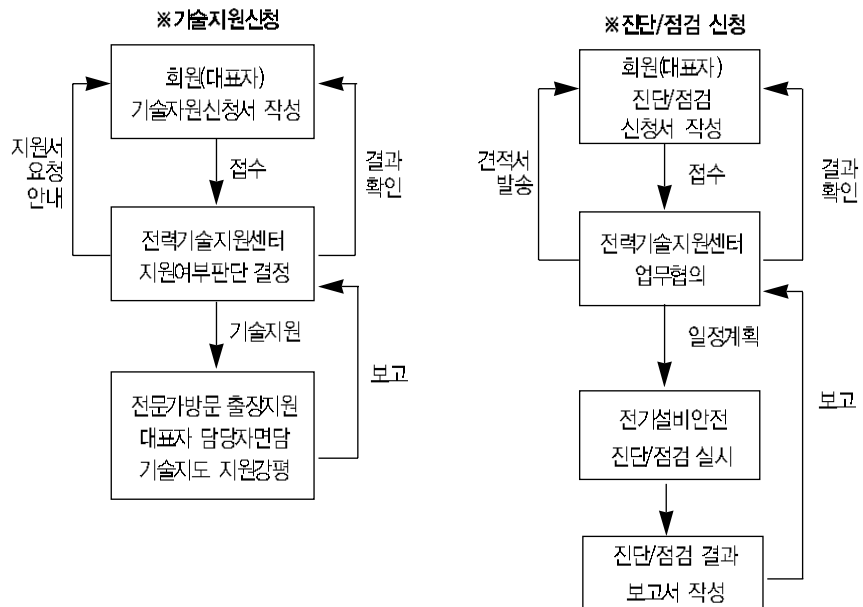 ※기술지원신청
회원(대표자)
기술자원신청서 작성
지원서
요청
안내
접수
결과
확인
전력기술지원센터
지원여부판단 결정
기술지원
보고
전문가방문 출장지원
대표자 담당자면담
기술지도 지원강평
※진단/점검 신청
회원(대표자)
진단/점검
신청서 작성
견적서
발송
접수
결과
확인
전력기술지원센터
업무협의
일정계획
보고
전기설비안전
진단/점검 실시
진단/점검 결과
보고서 작성